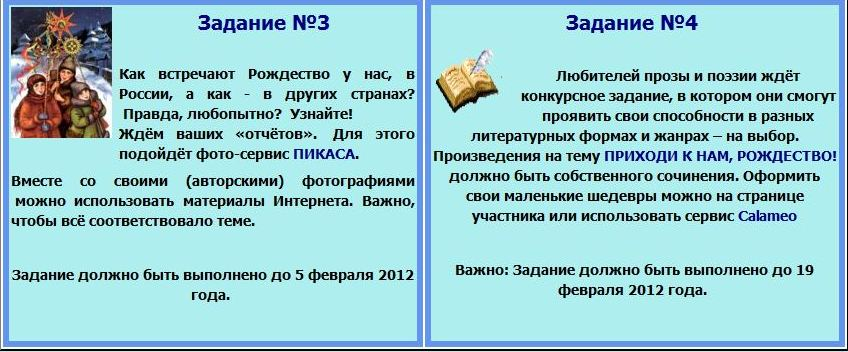 Задание №3
Как встречают Рождество у нас, в
России, а как - в других странах?
Правда, любопытно? Узнайте!
Ждём ваших «отчётов». Для этого
подойдёт фото-сервис ПИКАСА.
Вместе со своими (авторскими) фотографиями
можно использовать материалы Интернета. Важно,
чтобы всё соответствовало теме.
Задание должно быть выполнено до 5 февраля 2012
года.
Задание №4
Любителей прозы и поэзии ждёт
конкурсное задание, в котором они смогут
проявить свои способности в разных
литературных формах и жанрах – на выбор.
Произведения на тему ПРИХОДИ К НАМ, РОЖДЕСТВО!
должно быть собственного сочинения. Оформить
свои маленькие шедевры можно на странице
участника или использовать сервис Calameo
Важно: Задание должно быть выполнено до 19
февраля 2012 года.